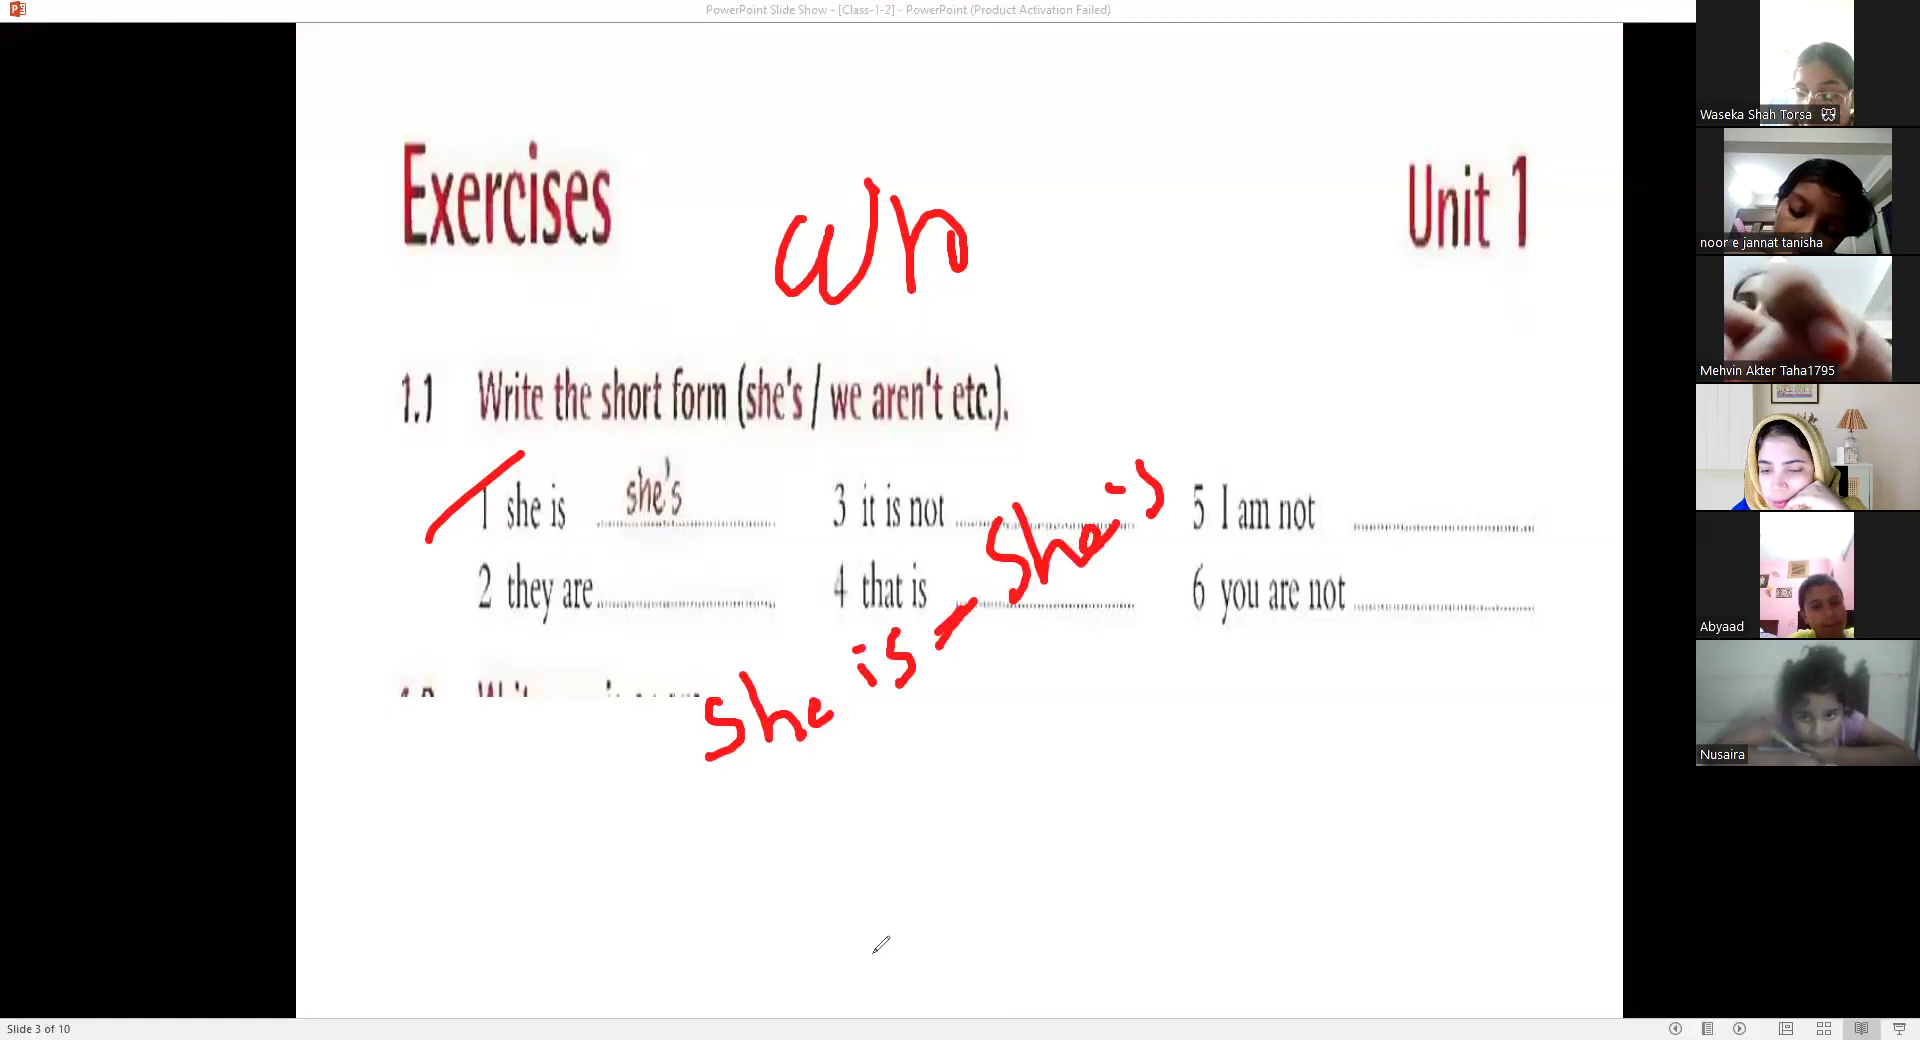 PowerPoint Slide Show - [Class-1-2] - PowerPoint (Product Activation Failed)
Exercises
Unit 1
1.1 Write the short form (she's / we aren't etc.).
1 she is she's 3 it is not 5 I am not
2 they are 4 that is 6 you are not
she is - she's
Waseka Shah Torsa
noor e jannat tanisha
Mehvin Akter Taha1795
Abyaad
Nusaira
Slide 3 of 10